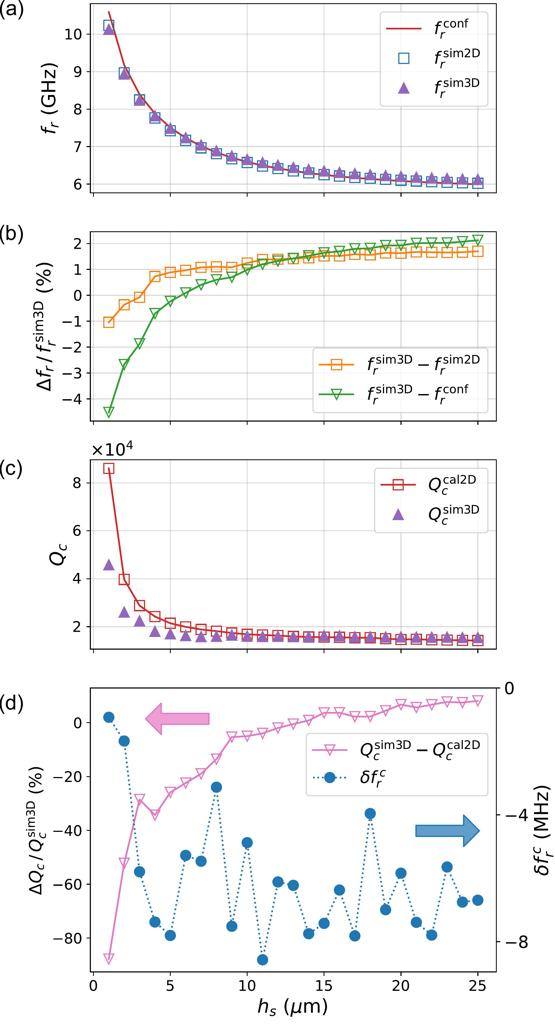 (a)
10
9
8
7
6
f_r (GHz)
f_r^conf
f_r^sim2D
f_r^sim3D
(b)
2
1
0
−1
−2
−3
−4
Δf_r/f_r^sim3D (%)
f_r^sim3D − f_r^sim2D
f_r^sim3D − f_r^conf
(c)
×10⁴
8
6
4
2
Q_c
Q_c^cal2D
Q_c^sim3D
(d)
0
−20
−40
−60
−80
ΔQ_c/Q_c^sim3D (%)
Q_c^sim3D − Q_c^cal2D
δf_r^c
0
−4
−8
δf_r^c (MHz)
0 5 10 15 20 25
h_s (μm)